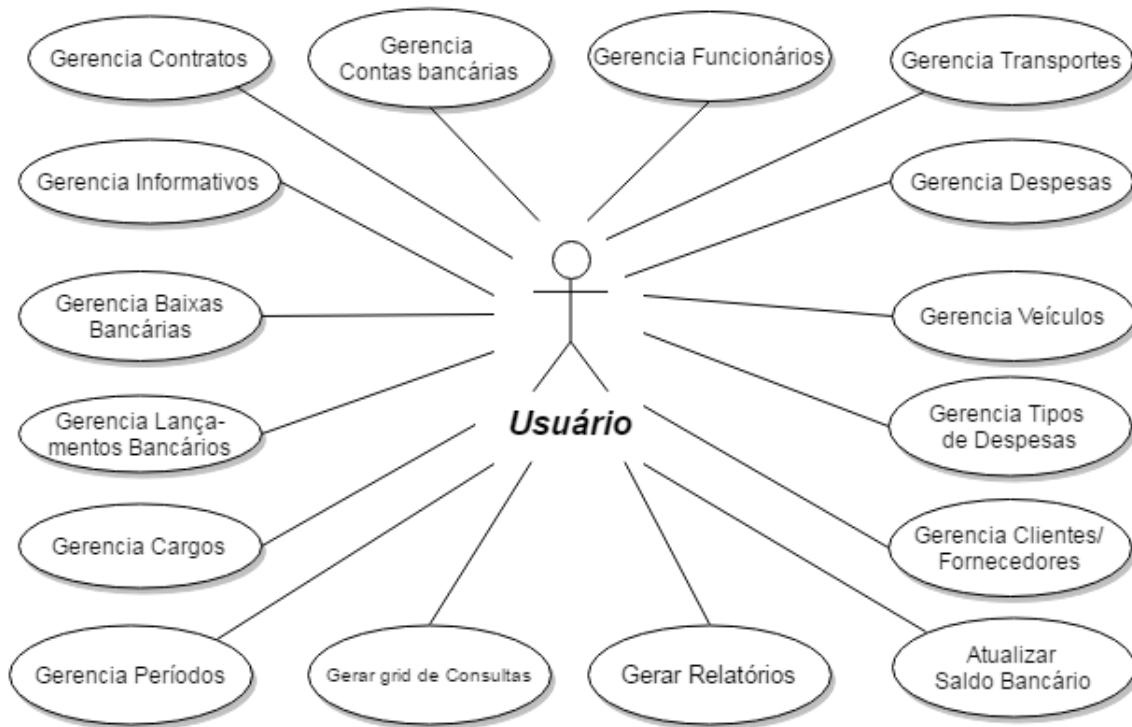 Gerencia Contratos
Gerencia
Contas bancárias
Gerencia Funcionários
Gerencia Transportes
Gerencia Informativos
Gerencia Despesas
Gerencia Baixas
Bancárias
Gerencia Veículos
Gerencia Lança-
mentos Bancários
Usuário
Gerencia Tipos
de Despesas
Gerencia Cargos
Gerencia Clientes/
Fornecedores
Gerencia Períodos
Gerar grid de Consultas
Gerar Relatórios
Atualizar
Saldo Bancário